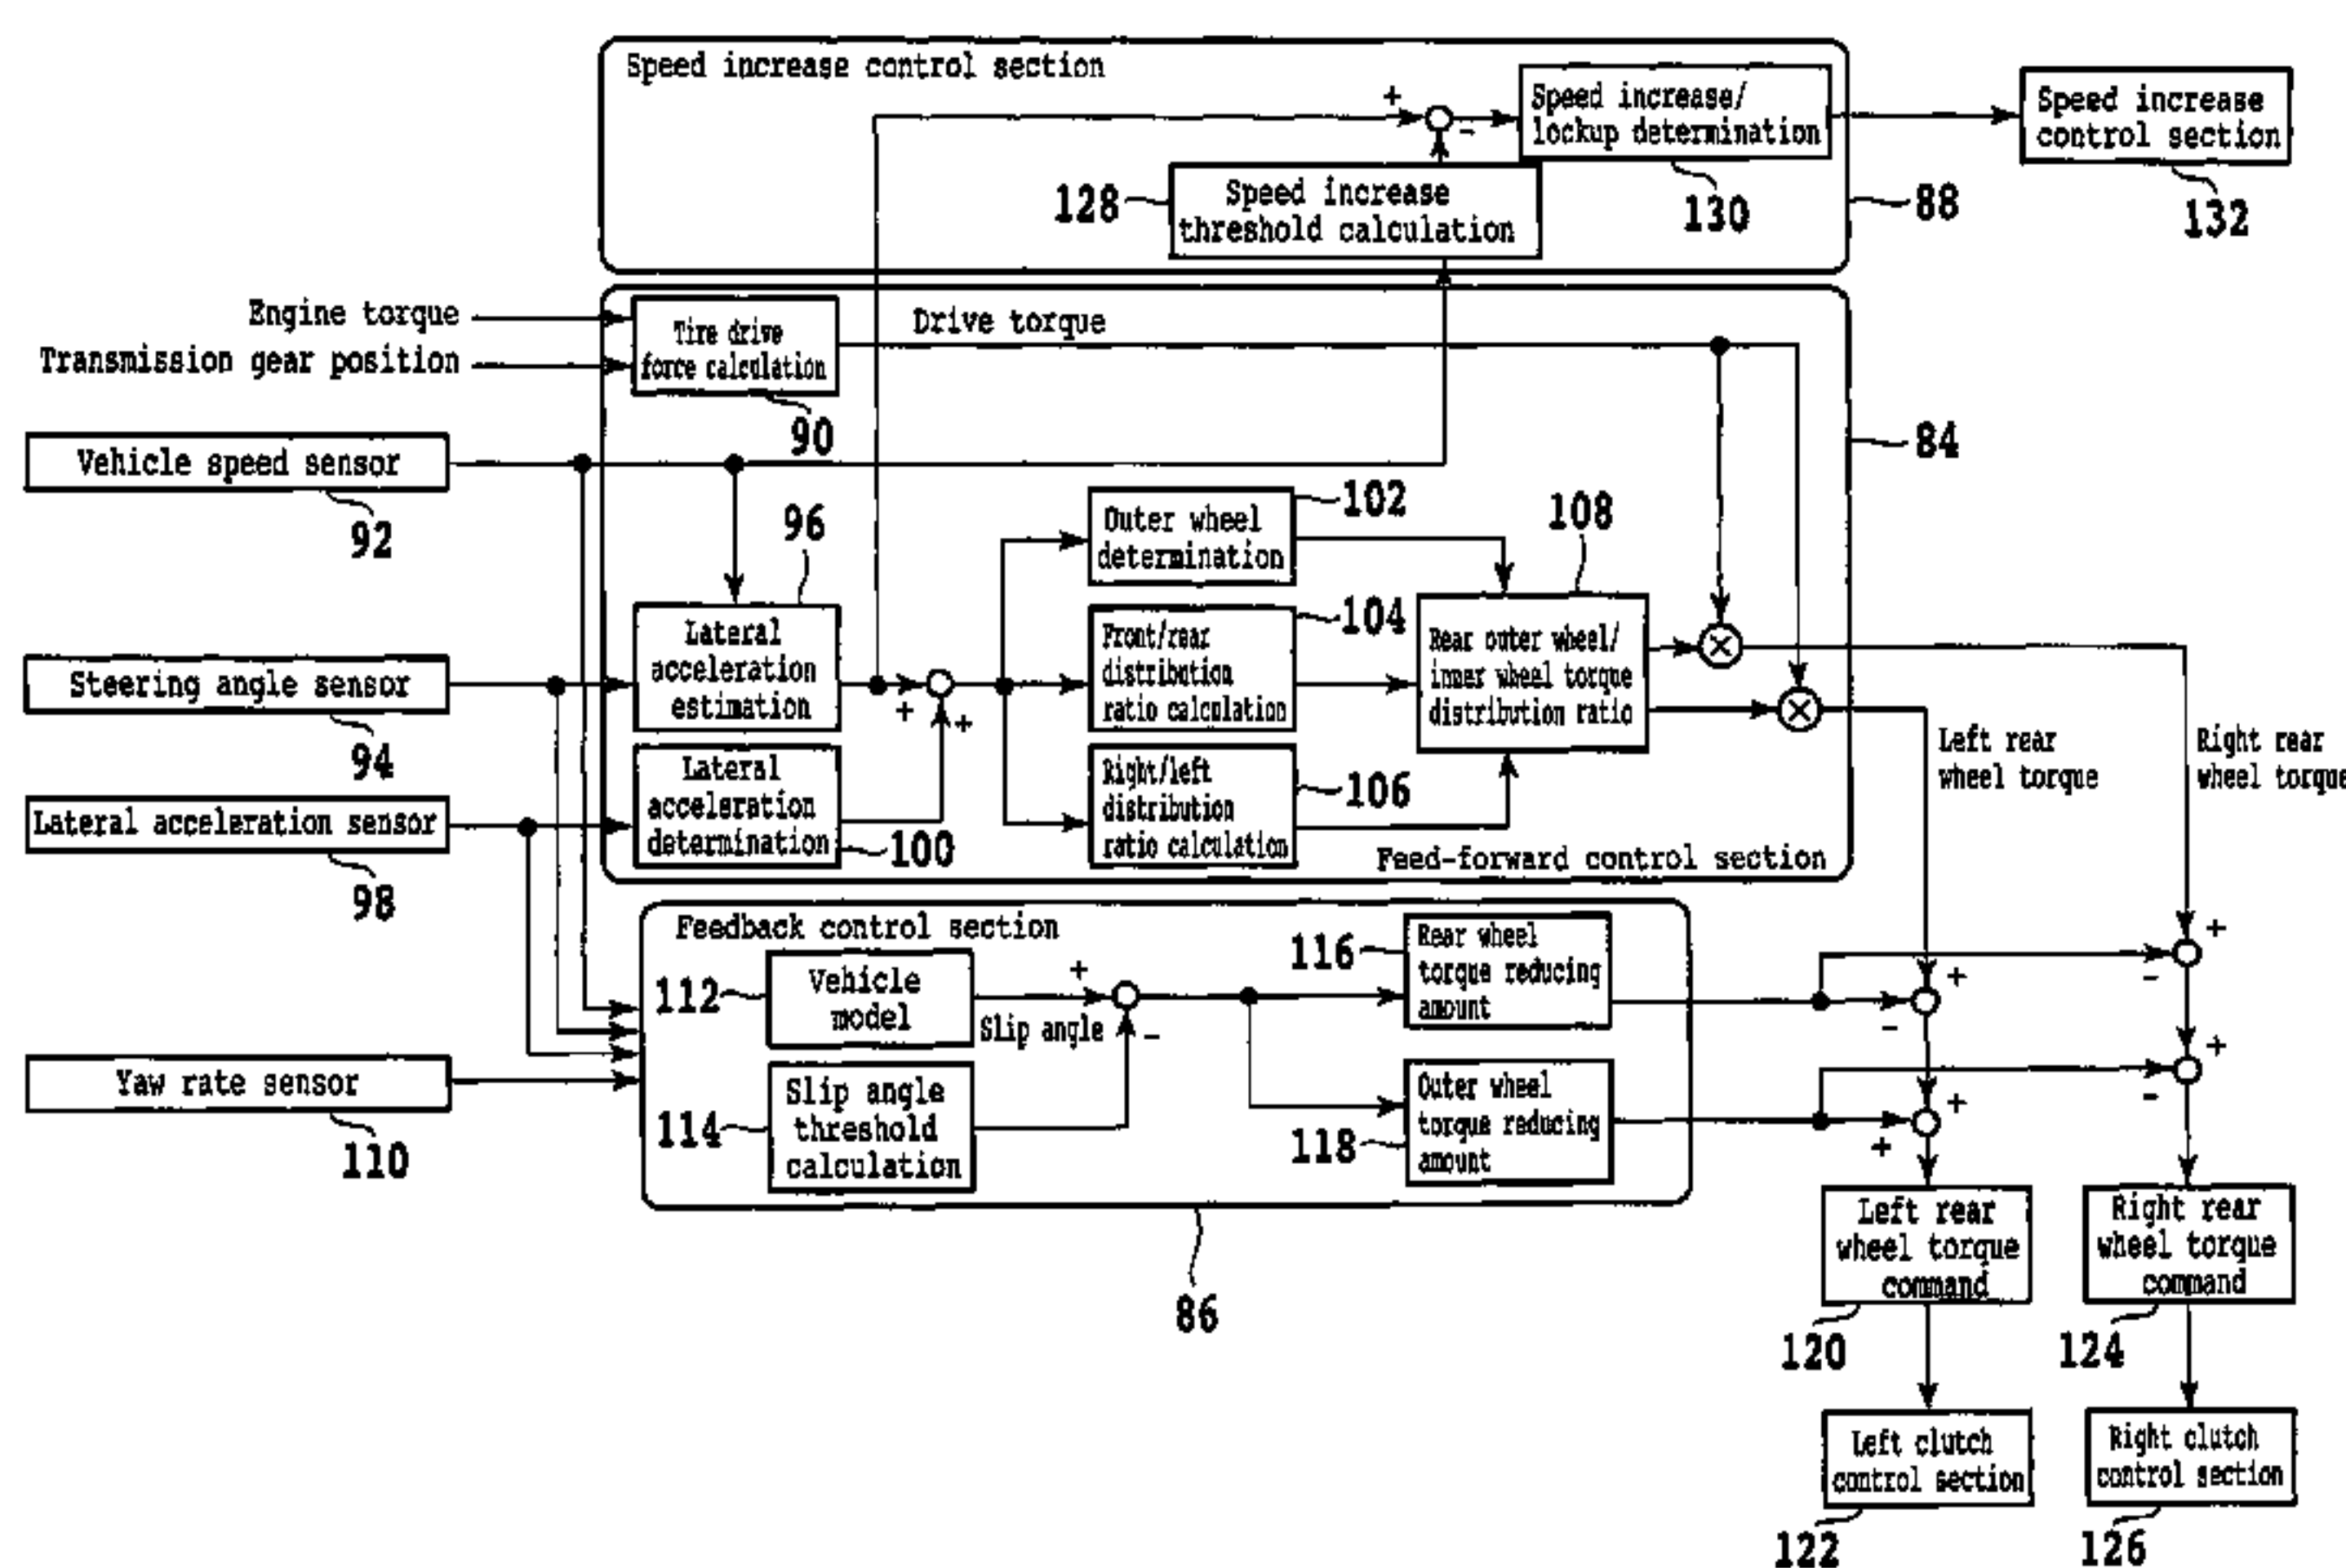 Speed increase control section
+
-
Speed increase/
lockup determination
130
Speed increase
control section
132
128
Speed increase
threshold calculation
88
Engine torque
Transmission gear position
Tire drive
force calculation
90
Drive torque
84
Vehicle speed sensor
92
96
Lateral
acceleration
estimation
Steering angle sensor
94
+
+
Lateral
acceleration
determination
100
Lateral acceleration sensor
98
Outer wheel
determination
102
Front/rear
distribution
ratio calculation
104
Right/left
distribution
ratio calculation
106
108
Rear outer wheel/
inner wheel torque
distribution ratio
Feed-forward control section
Left rear
wheel torque
Right rear
wheel torque
Feedback control section
112
Vehicle
model
+
Slip angle
-
114
Slip angle
threshold
calculation
Yaw rate sensor
110
116
Rear wheel
torque reducing
amount
118
Outer wheel
torque reducing
amount
86
+
-
+
-
+
-
+
+
Left rear
wheel torque
command
120
Right rear
wheel torque
command
124
Left clutch
control section
122
Right clutch
control section
126